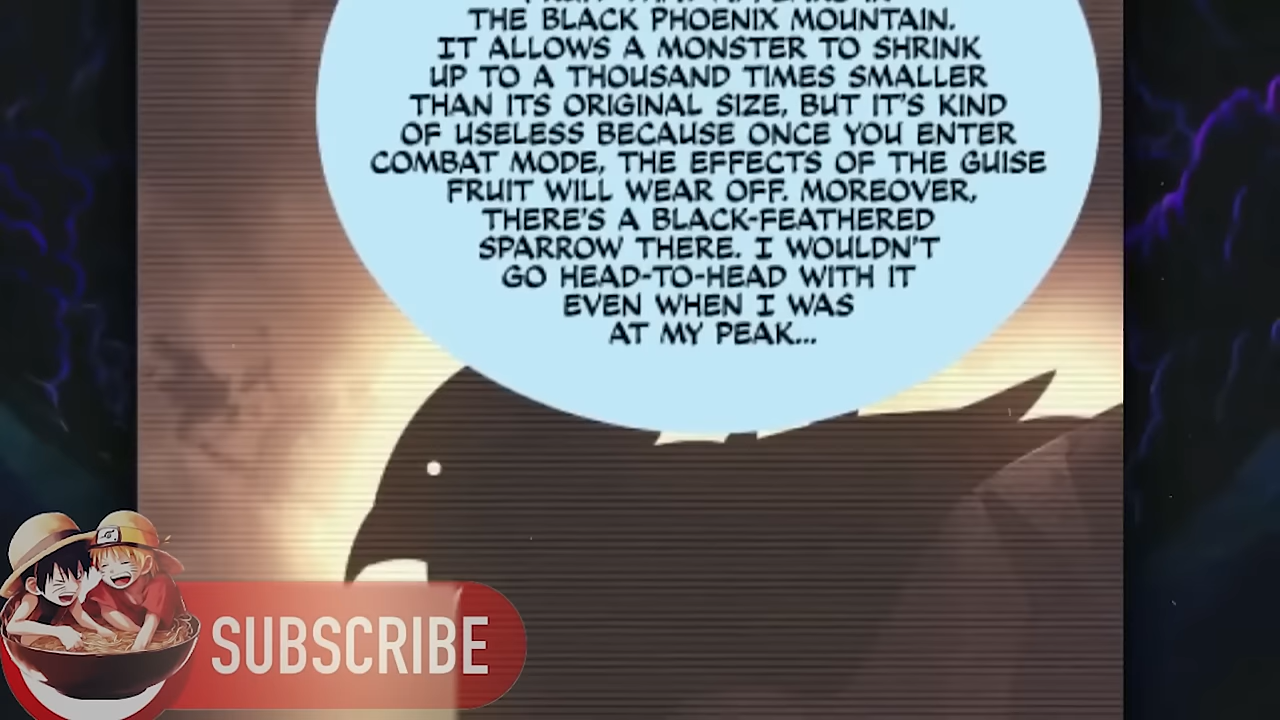 THE BLACK PHOENIX MOUNTAIN.
IT ALLOWS A MONSTER TO SHRINK
UP TO A THOUSAND TIMES SMALLER
THAN ITS ORIGINAL SIZE, BUT IT'S KIND
OF USELESS BECAUSE ONCE YOU ENTER
COMBAT MODE, THE EFFECTS OF THE GUISE
FRUIT WILL WEAR OFF. MOREOVER,
THERE'S A BLACK-FEATHERED
SPARROW THERE. I WOULDN'T
GO HEAD-TO-HEAD WITH IT
EVEN WHEN I WAS
AT MY PEAK...
SUBSCRIBE